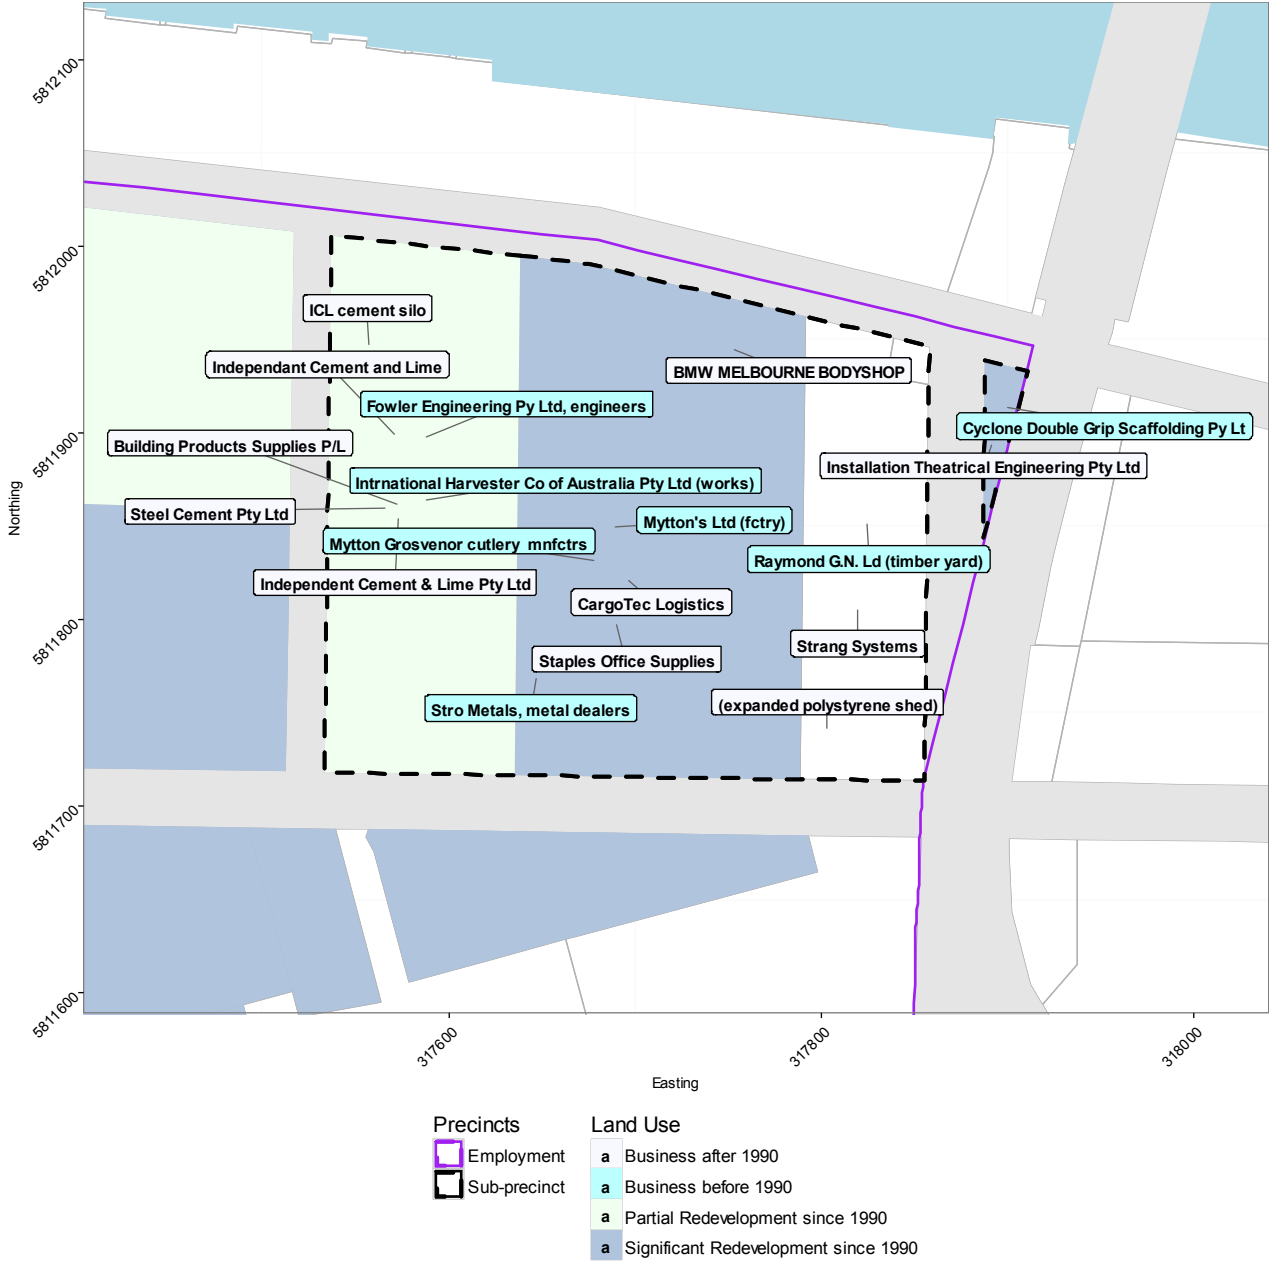 5812100
5812000
5811900
5811800
5811700
5811600
Northing
ICL cement silo
Independant Cement and Lime
BMW MELBOURNE BODYSHOP
Fowler Engineering Py Ltd, engineers
Cyclone Double Grip Scaffolding Py Lt
Building Products Supplies P/L
Installation Theatrical Engineering Pty Ltd
Intrnational Harvester Co of Australia Pty Ltd (works)
Steel Cement Pty Ltd
Mytton's Ltd (fctry)
Mytton Grosvenor cutlery mnfctrs
Raymond G.N. Ld (timber yard)
Independent Cement & Lime Pty Ltd
CargoTec Logistics
Strang Systems
Staples Office Supplies
(expanded polystyrene shed)
Stro Metals, metal dealers
317600
317800
318000
Easting
Precincts
Employment
Sub-precinct
Land Use
a Business after 1990
a Business before 1990
a Partial Redevelopment since 1990
a Significant Redevelopment since 1990